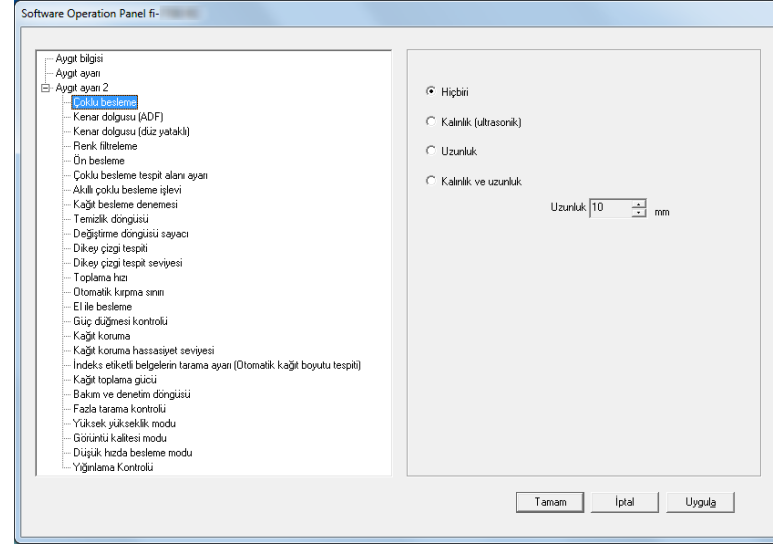 Software Operation Panel fi-
Aygıt bilgisi
Aygıt ayarı
Aygıt ayarı 2
Çoklu besleme
Kenar dolgusu (ADF)
Kenar dolgusu (düz yataklı)
Renk filtreleme
Ön besleme
Çoklu besleme tespit alanı ayarı
Akıllı çoklu besleme işlevi
Kağıt besleme denemesi
Temizlik döngüsü
Değiştirme döngüsü sayacı
Dikey çizgi tespiti
Dikey çizgi tespit seviyesi
Toplama hızı
Otomatik kırpma sınırı
El ile besleme
Güç düğmesi kontrolü
Kağıt koruma
Kağıt koruma hassasiyet seviyesi
İndeks etiketli belgelerin tarama ayarı (Otomatik kağıt boyutu tespiti)
Kağıt toplama gücü
Bakım ve denetim döngüsü
Fazla tarama kontrolü
Yüksek yükseklik modu
Görüntü kalitesi modu
Düşük hızda besleme modu
Yığınlama Kontrolü
Hiçbiri
Kalınlık (ultrasonik)
Uzunluk
Kalınlık ve uzunluk
Uzunluk 10 mm
Tamam İptal Uygula